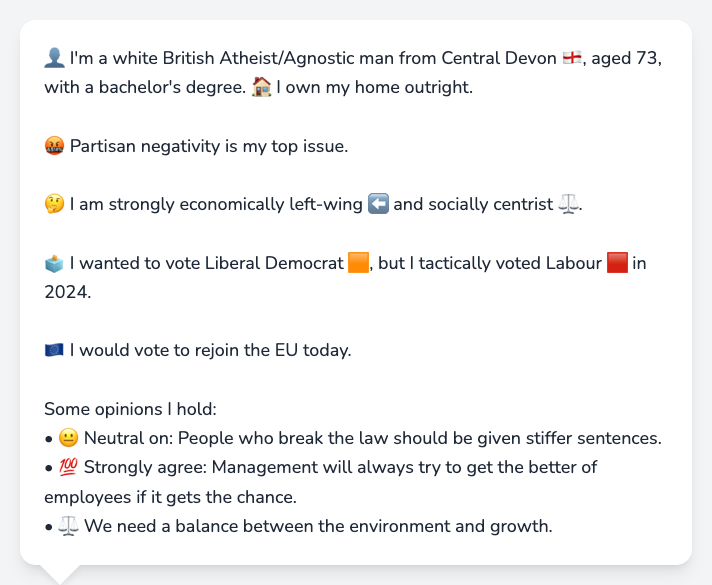 👤 I'm a white British Atheist/Agnostic man from Central Devon 🏴󠁧󠁢󠁥󠁮󠁧󠁿, aged 73,
with a bachelor's degree. 🏠 I own my home outright.
🤬 Partisan negativity is my top issue.
🤔 I am strongly economically left-wing ⬅️ and socially centrist ⚖️.
🗳️ I wanted to vote Liberal Democrat 🟧, but I tactically voted Labour 🟥 in
2024.
🇪🇺 I would vote to rejoin the EU today.
Some opinions I hold:
• 😐 Neutral on: People who break the law should be given stiffer sentences.
• 💯 Strongly agree: Management will always try to get the better of
employees if it gets the chance.
• ⚖️ We need a balance between the environment and growth.